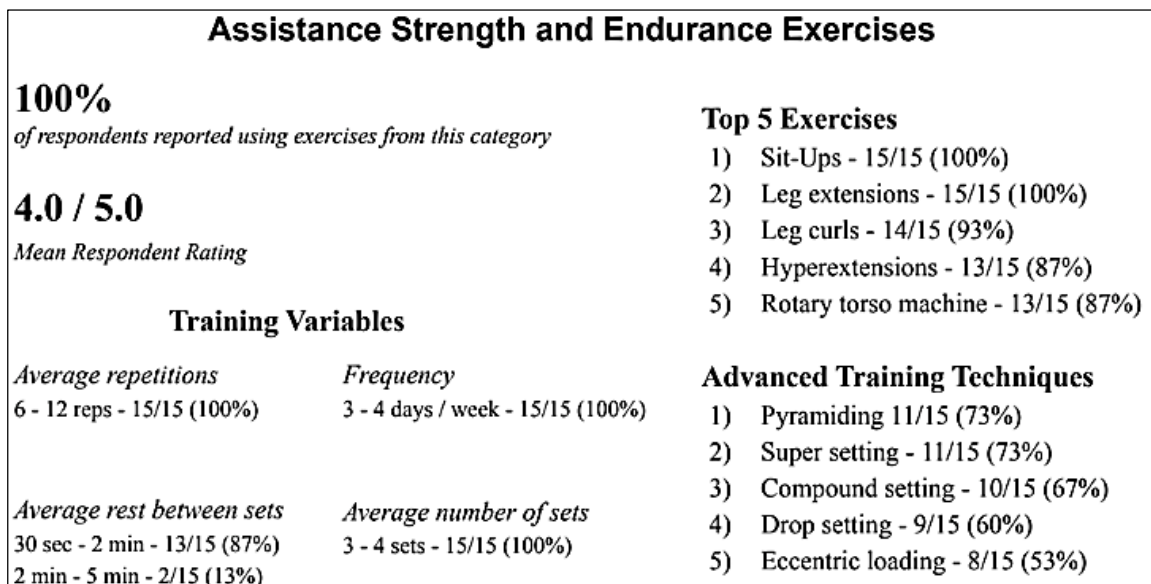 Assistance Strength and Endurance Exercises
100%
of respondents reported using exercises from this category
4.0 / 5.0
Mean Respondent Rating
Training Variables
Average repetitions
6 - 12 reps - 15/15 (100%)
Frequency
3 - 4 days / week - 15/15 (100%)
Average rest between sets
30 sec - 2 min - 13/15 (87%)
2 min - 5 min - 2/15 (13%)
Average number of sets
3 - 4 sets - 15/15 (100%)
Top 5 Exercises
1) Sit-Ups - 15/15 (100%)
2) Leg extensions - 15/15 (100%)
3) Leg curls - 14/15 (93%)
4) Hyperextensions - 13/15 (87%)
5) Rotary torso machine - 13/15 (87%)
Advanced Training Techniques
1) Pyramiding 11/15 (73%)
2) Super setting - 11/15 (73%)
3) Compound setting - 10/15 (67%)
4) Drop setting - 9/15 (60%)
5) Eccentric loading - 8/15 (53%)